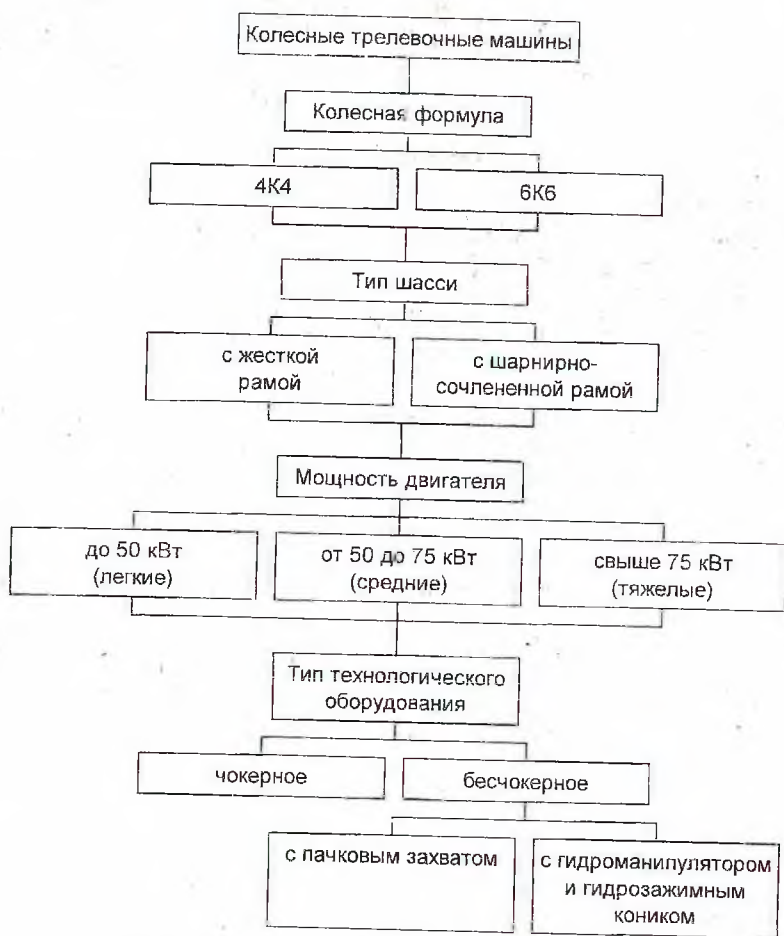 Колесные трелевочные машины
Колесная формула
4К4
6К6
Тип шасси
с жесткой
рамой
с шарнирно-
сочлененной рамой
Мощность двигателя
до 50 кВт
(легкие)
от 50 до 75 кВт
(средние)
свыше 75 кВт
(тяжелые)
Тип технологического
оборудования
чокерное
бесчокерное
с пачковым захватом
с гидроманипулятором
и гидрозажимным
коником